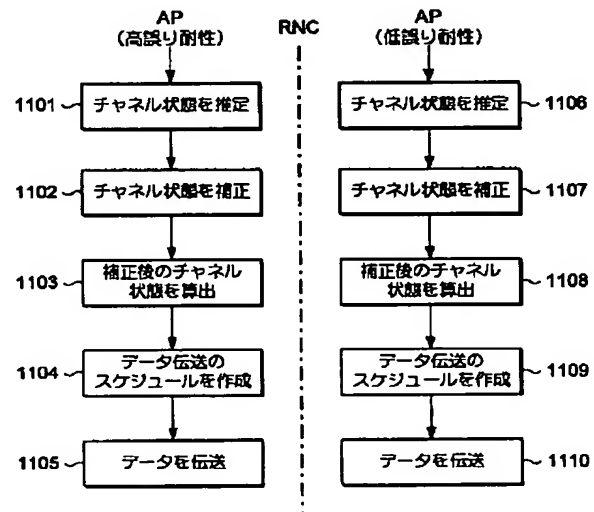 AP
(高誤り耐性)
RNC
AP
(低誤り耐性)
1101
チャネル状態を推定
1102
チャネル状態を補正
1103
補正後のチャネル
状態を算出
1104
データ伝送の
スケジュールを作成
1105
データを伝送
チャネル状態を推定
1106
チャネル状態を補正
1107
補正後のチャネル
状態を算出
1108
データ伝送の
スケジュールを作成
1109
データを伝送
1110